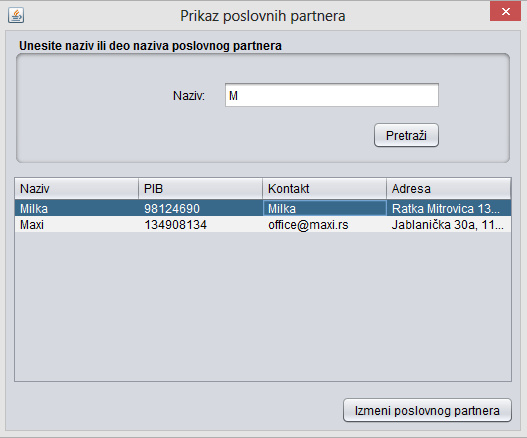 Prikaz poslovnih partnera
Unesite naziv ili deo naziva poslovnog partnera
Naziv: M
Pretraži
Naziv PIB Kontakt Adresa
Milka 98124690 Milka Ratka Mitrovica 13...
Maxi 134908134 office@maxi.rs Jablanička 30a, 11...
Izmeni poslovnog partnera